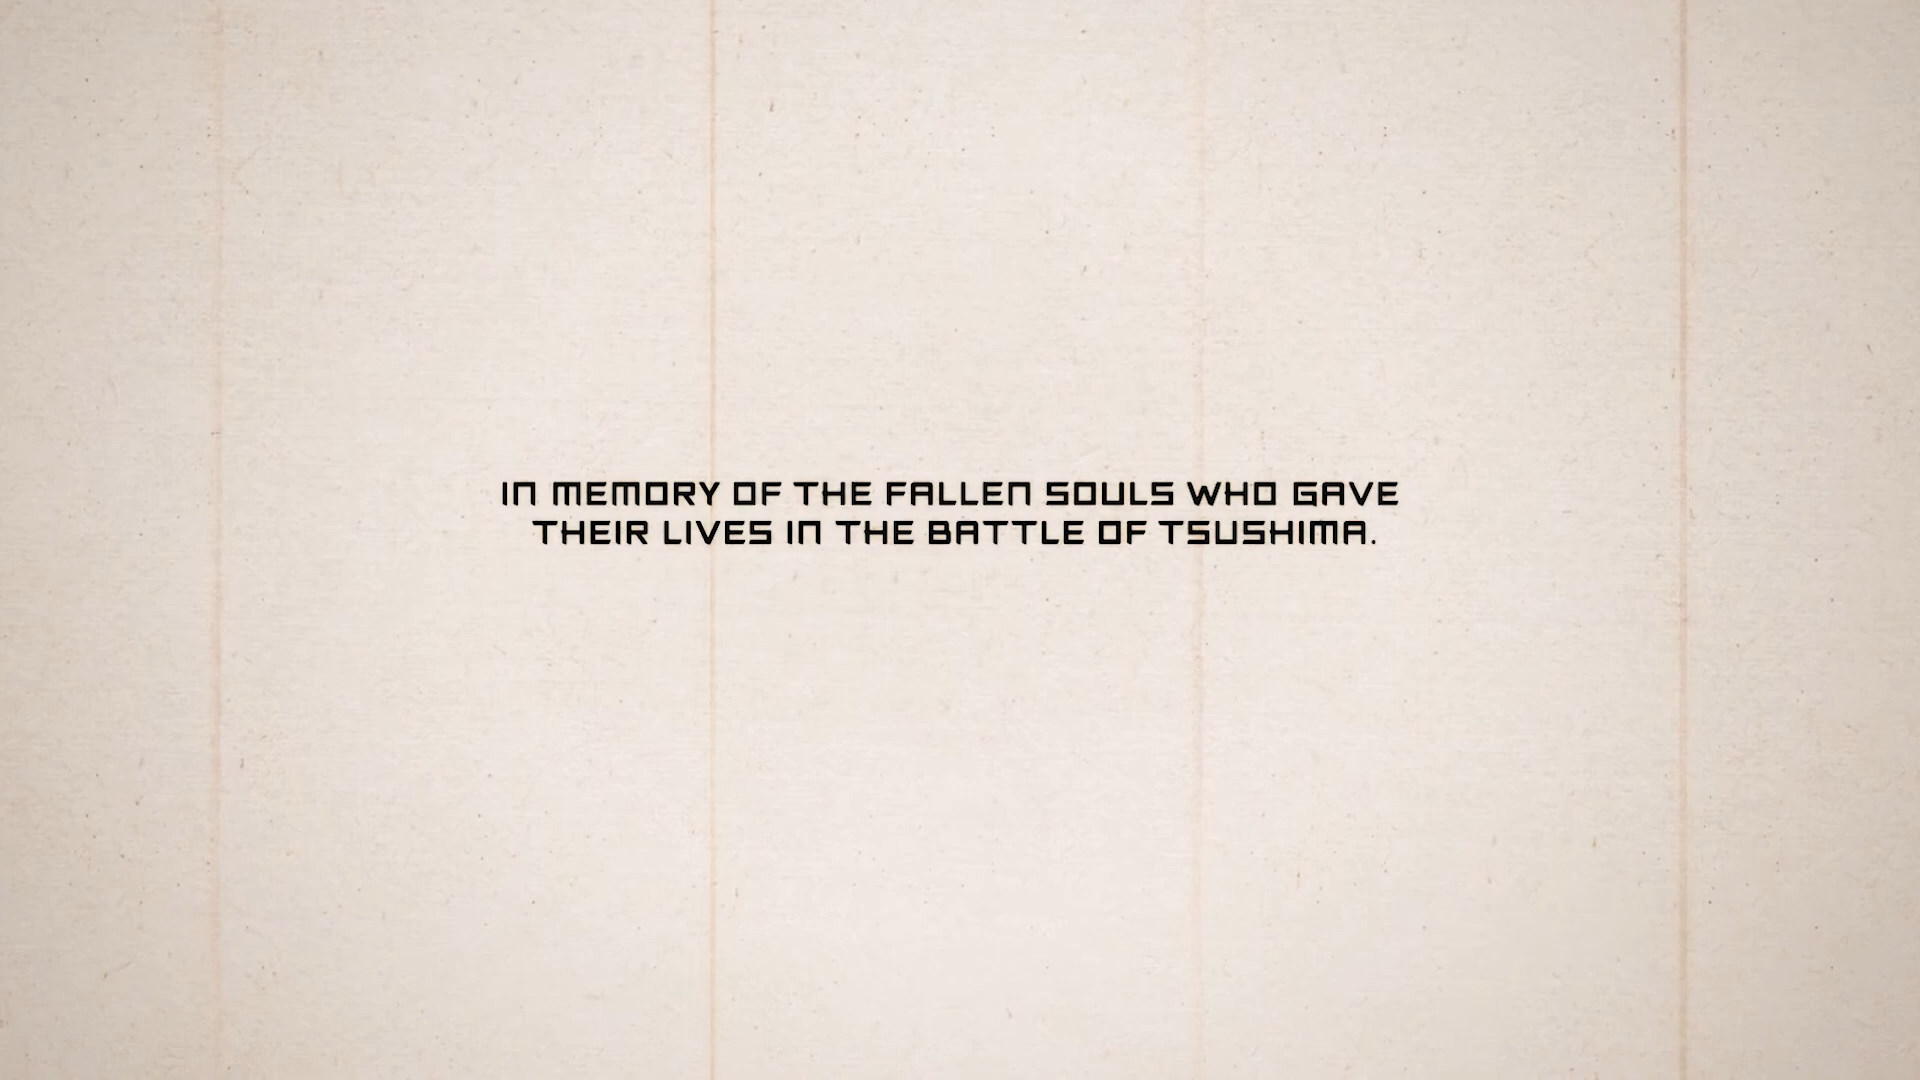 IN MEMORY OF THE FALLEN SOULS WHO GAVE
THEIR LIVES IN THE BATTLE OF TSUSHIMA.